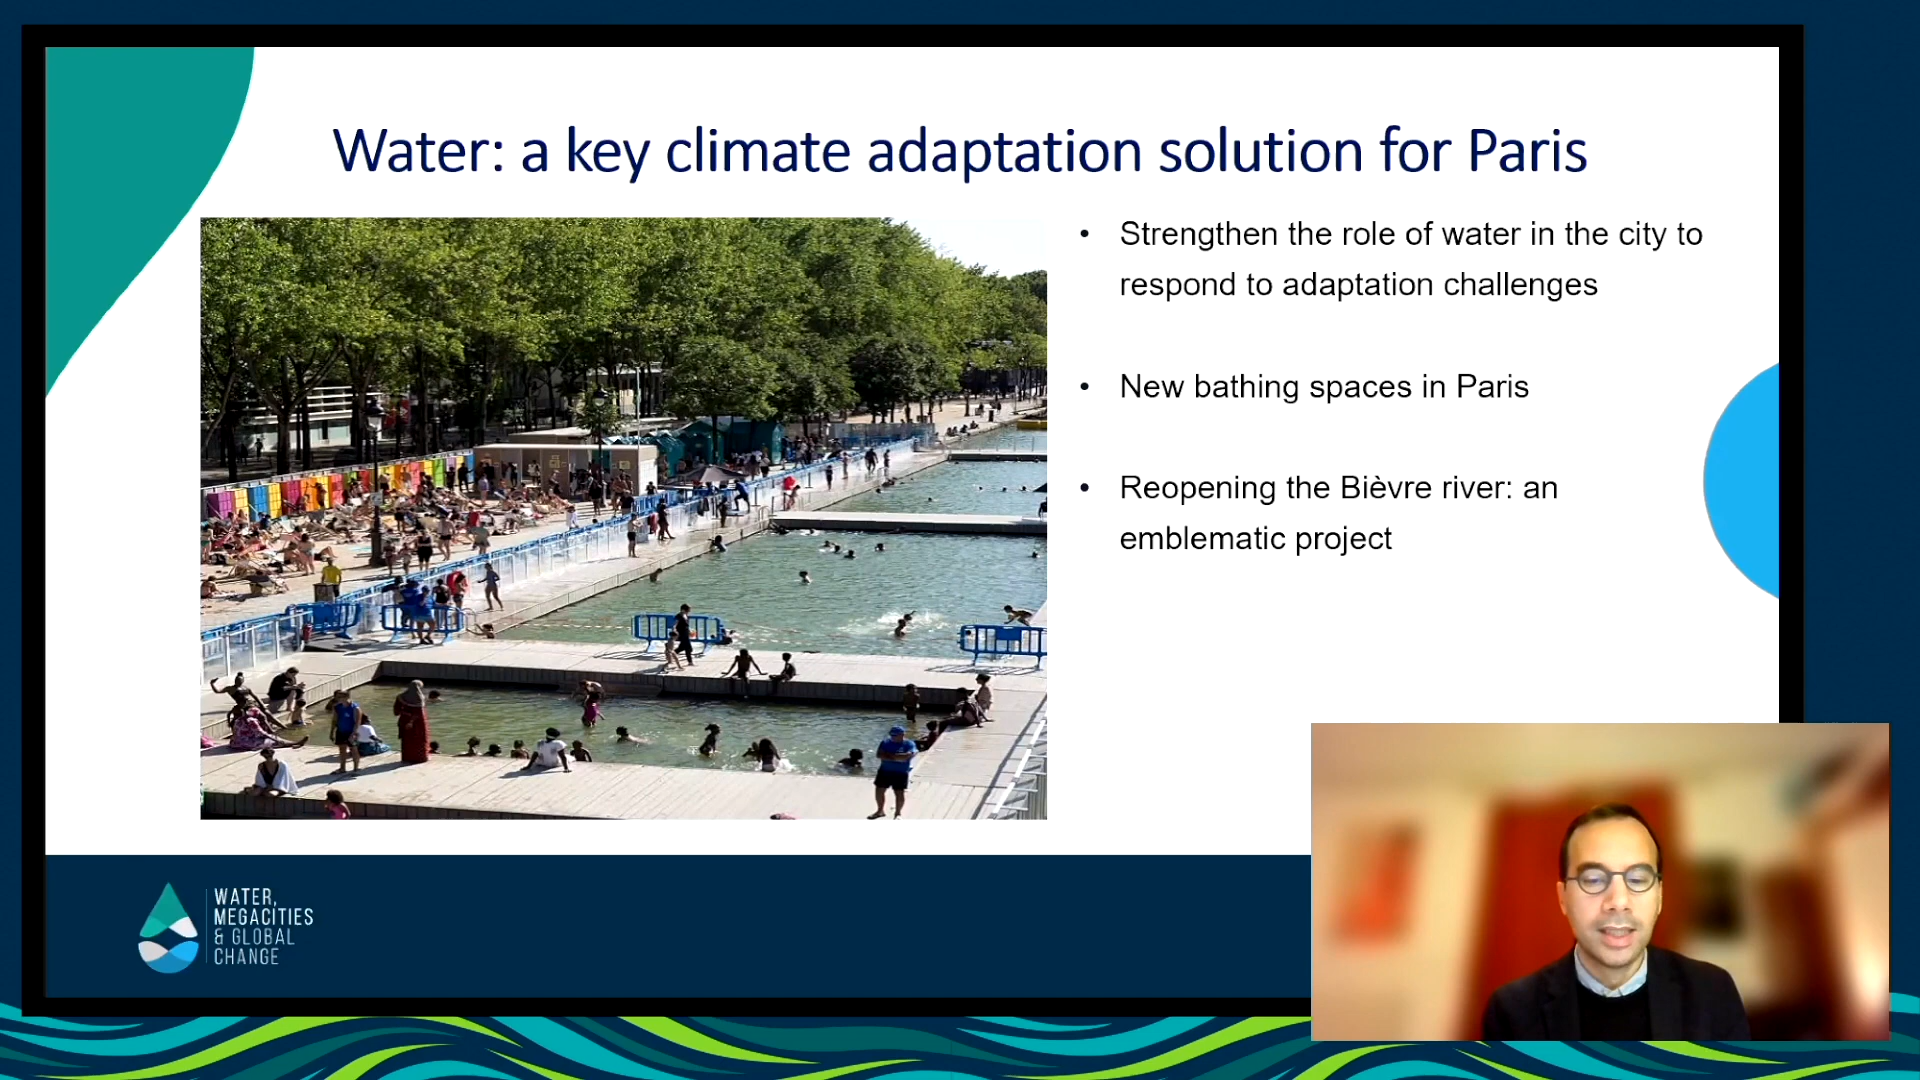 Water: a key climate adaptation solution for Paris
• Strengthen the role of water in the city to
respond to adaptation challenges
• New bathing spaces in Paris
• Reopening the Bièvre river: an
emblematic project
WATER,
MEGACITIES
& GLOBAL
CHANGE